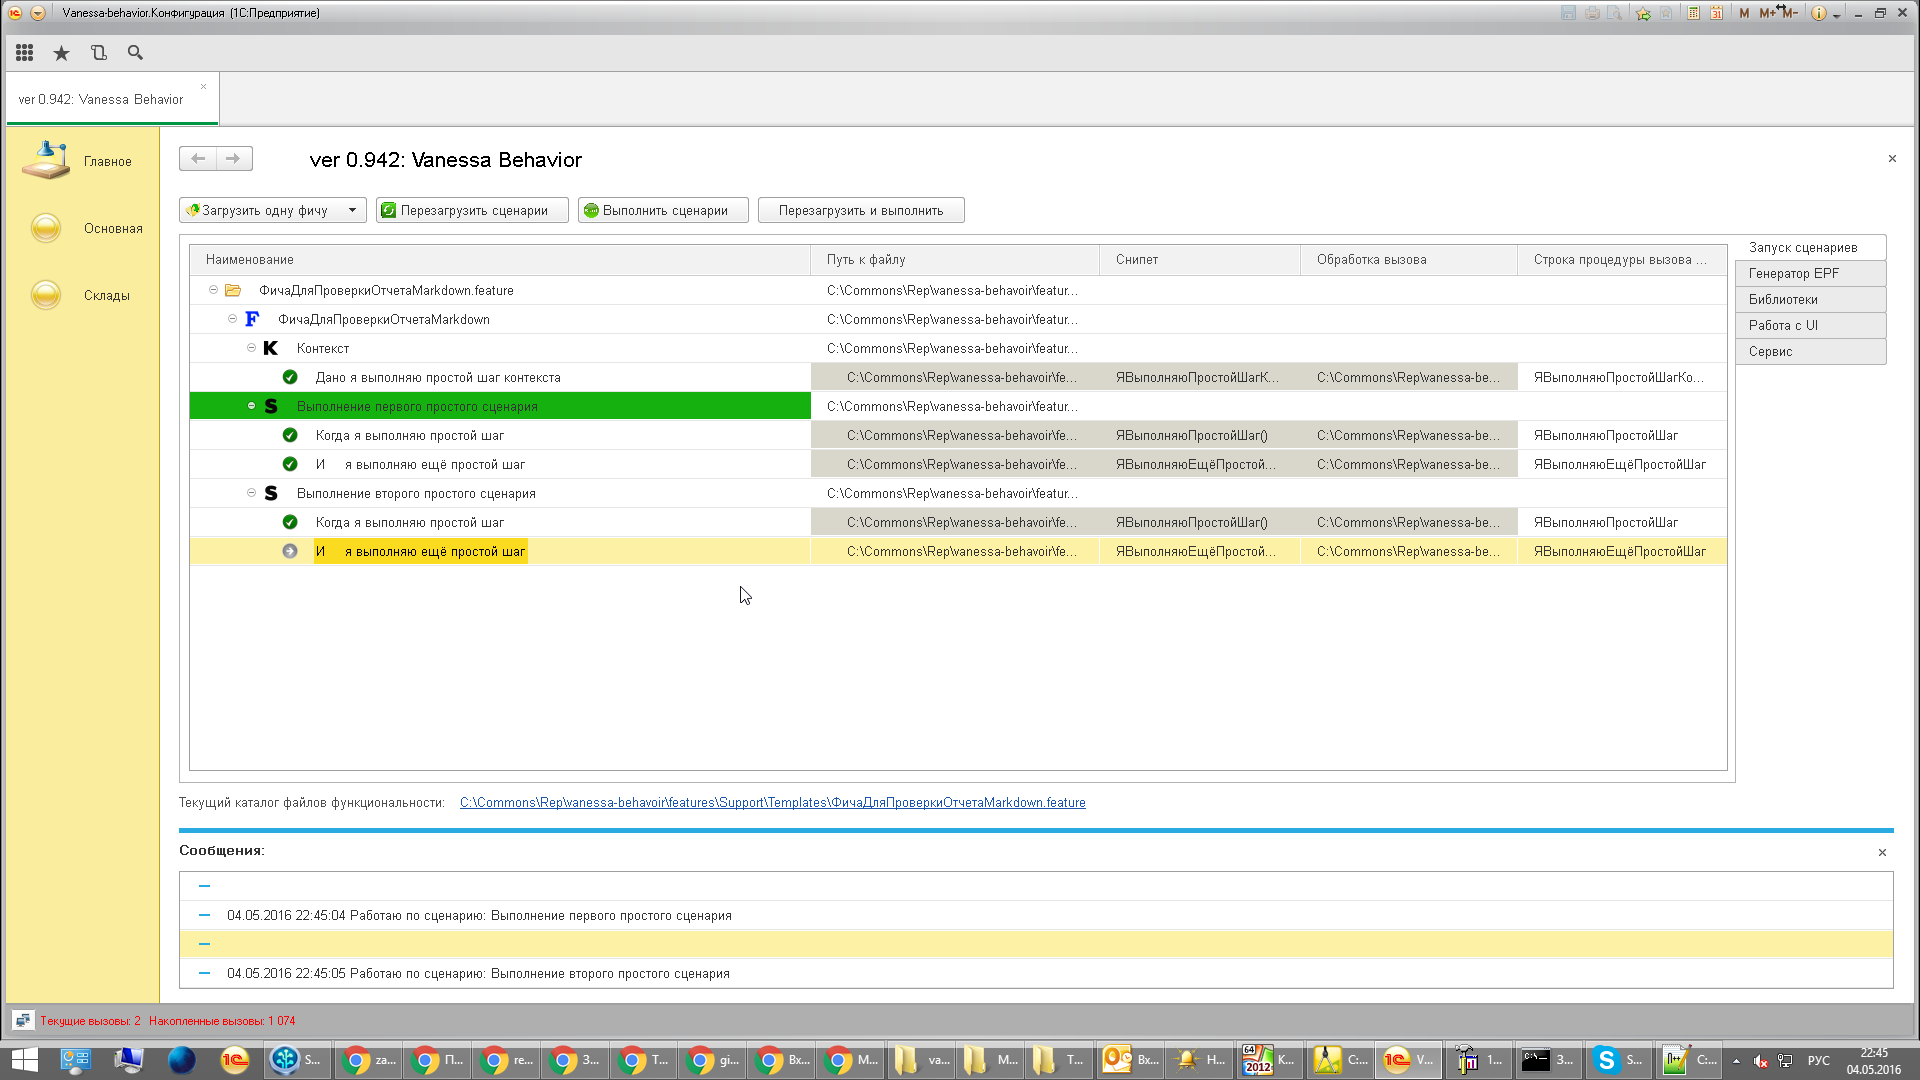 Vanessa-behavior.Конфигурация (1С:Предприятие)
M M+ M-
ver 0.942: Vanessa Behavior
Главное
Основная
Склады
ver 0.942: Vanessa Behavior
Загрузить одну фичу
Перезагрузить сценарии
Выполнить сценарии
Перезагрузить и выполнить
Наименование Путь к файлу Снипет Обработка вызова Строка процедуры вызова ...
ФичаДляПроверкиОтчетаMarkdown.feature C:\Commons\Rep\vanessa-behavoir\featur...
F ФичаДляПроверкиОтчетаMarkdown C:\Commons\Rep\vanessa-behavoir\featur...
K Контекст C:\Commons\Rep\vanessa-behavoir\featur...
Дано я выполняю простой шаг контекста C:\Commons\Rep\vanessa-behavoir\fe... ЯВыполняюПростойШагК... C:\Commons\Rep\vanessa-be... ЯВыполняюПростойШагКо...
S Выполнение первого простого сценария C:\Commons\Rep\vanessa-behavoir\featur...
Когда я выполняю простой шаг C:\Commons\Rep\vanessa-behavoir\fe... ЯВыполняюПростойШаг() C:\Commons\Rep\vanessa-be... ЯВыполняюПростойШаг
И я выполняю ещё простой шаг C:\Commons\Rep\vanessa-behavoir\fe... ЯВыполняюЕщёПростой... C:\Commons\Rep\vanessa-be... ЯВыполняюЕщёПростойШаг
S Выполнение второго простого сценария C:\Commons\Rep\vanessa-behavoir\featur...
Когда я выполняю простой шаг C:\Commons\Rep\vanessa-behavoir\fe... ЯВыполняюПростойШаг() C:\Commons\Rep\vanessa-be... ЯВыполняюПростойШаг
И я выполняю ещё простой шаг C:\Commons\Rep\vanessa-behavoir\fe... ЯВыполняюЕщёПростой... C:\Commons\Rep\vanessa-be... ЯВыполняюЕщёПростойШаг
Запуск сценариев
Генератор EPF
Библиотеки
Работа с UI
Сервис
Текущий каталог файлов функциональности: C:\Commons\Rep\vanessa-behavoir\features\Support\Templates\ФичаДляПроверкиОтчетаMarkdown.feature
Сообщения:
04.05.2016 22:45:04 Работаю по сценарию: Выполнение первого простого сценария
04.05.2016 22:45:05 Работаю по сценарию: Выполнение второго простого сценария
Текущие вызовы: 2 Накопленные вызовы: 1 074
S... za... П... re... З... Т... gi... Вх... М... va... М... Т... Вх... Н... К... С:... V... 1... З... S... С:... РУС 22:45
04.05.2016